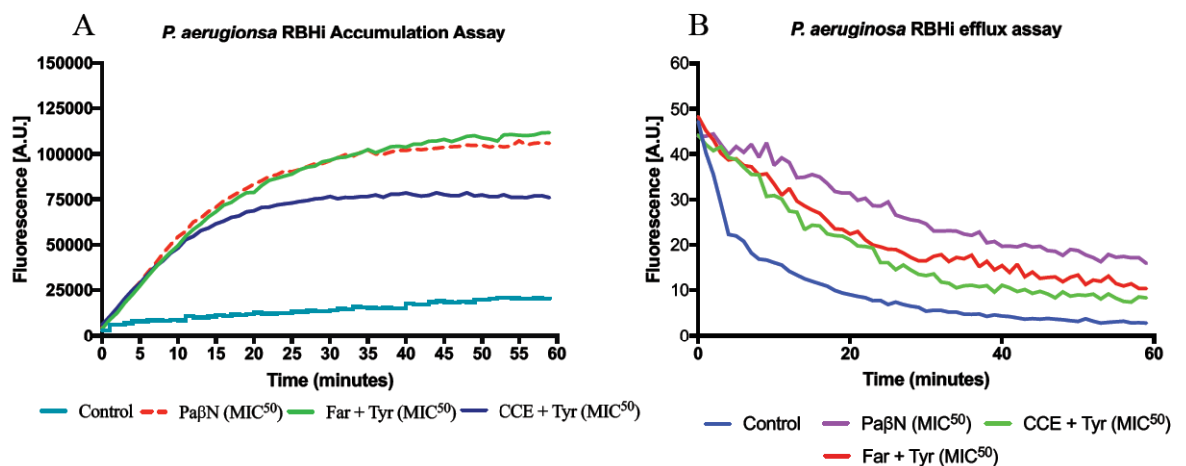 A
P. aerugionsa RBHi Accumulation Assay
150000
125000
100000
75000
50000
25000
0
Fluorescence [A.U.]
0 5 10 15 20 25 30 35 40 45 50 55 60
Time (minutes)
Control PaβN (MIC⁵⁰) Far + Tyr (MIC⁵⁰) CCE + Tyr (MIC⁵⁰)
B
P. aeruginosa RBHi efflux assay
60
50
40
30
20
10
0
Fluorescence [A.U.]
0 20 40 60
Time (minutes)
Control PaβN (MIC⁵⁰) CCE + Tyr (MIC⁵⁰)
Far + Tyr (MIC⁵⁰)